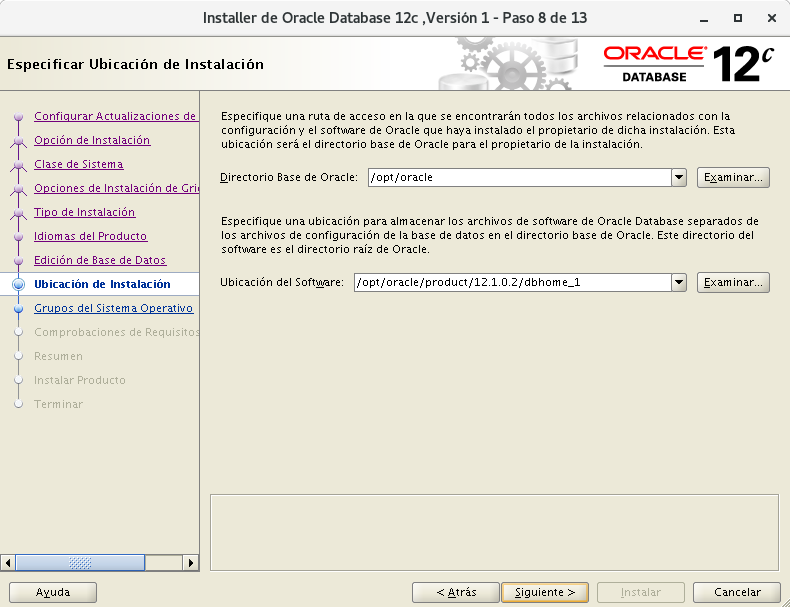 Installer de Oracle Database 12c ,Versión 1 - Paso 8 de 13
Especificar Ubicación de Instalación
ORACLE®
DATABASE
12c
Configurar Actualizaciones de
Opción de Instalación
Clase de Sistema
Opciones de Instalación de Gri
Tipo de Instalación
Idiomas del Producto
Edición de Base de Datos
Ubicación de Instalación
Grupos del Sistema Operativo
Comprobaciones de Requisitos
Resumen
Instalar Producto
Terminar
Especifique una ruta de acceso en la que se encontrarán todos los archivos relacionados con la
configuración y el software de Oracle que haya instalado el propietario de dicha instalación. Esta
ubicación será el directorio base de Oracle para el propietario de la instalación.
Directorio Base de Oracle: /opt/oracle Examinar...
Especifique una ubicación para almacenar los archivos de software de Oracle Database separados de
los archivos de configuración de la base de datos en el directorio base de Oracle. Este directorio del
software es el directorio raíz de Oracle.
Ubicación del Software: /opt/oracle/product/12.1.0.2/dbhome_1 Examinar...
Ayuda < Atrás Siguiente > Instalar Cancelar